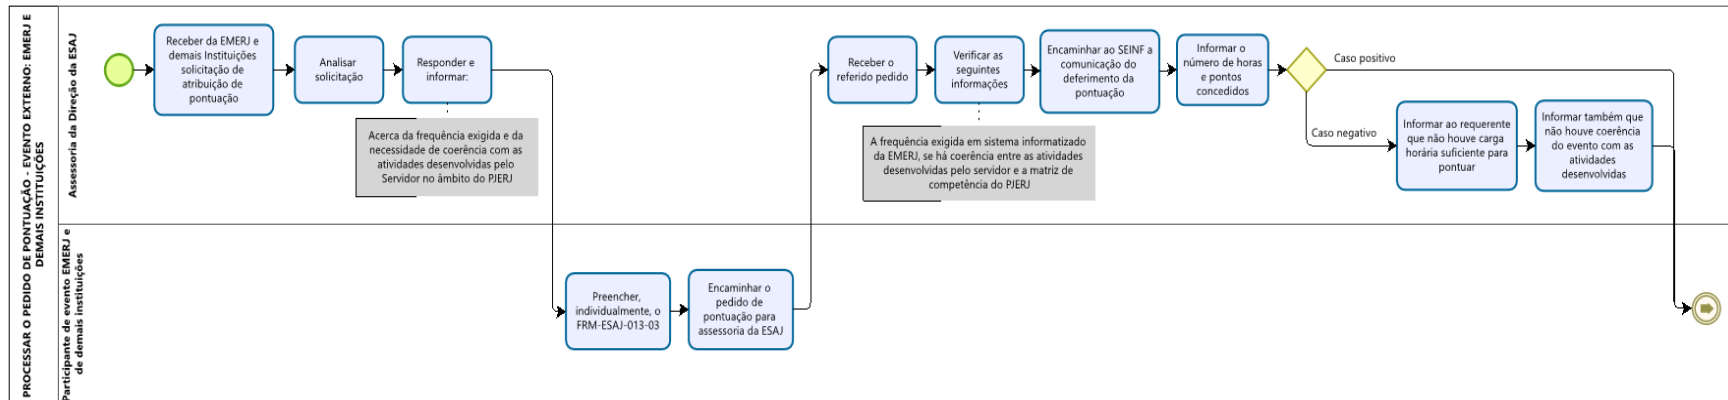 PROCESSAR O PEDIDO DE PONTUAÇÃO - EVENTO EXTERNO: EMERJ E
DEMAIS INSTITUIÇÕES
Assessoria da Direção da ESAJ
Receber da EMERJ e
demais Instituições
solicitação de
atribuição de
pontuação
Analisar
solicitação
Responder e
informar:
Acerca da frequência exigida e da
necessidade de coerência com as
atividades desenvolvidas pelo
Servidor no âmbito do PJERJ
Receber o
referido pedido
Verificar as
seguintes
informações
A frequência exigida em sistema informatizado
da EMERJ, se há coerência entre as atividades
desenvolvidas pelo servidor e a matriz de
competência do PJERJ
Encaminhar ao SEINF a
comunicação do
deferimento da
pontuação
Informar o
número de horas
e pontos
concedidos
Caso positivo
Caso negativo
Informar ao requerente
que não houve carga
horária suficiente para
pontuar
Informar também que
não houve coerência
do evento com as
atividades
desenvolvidas
Participante de evento EMERJ e
de demais instituições
Preencher,
individualmente, o
FRM-ESAJ-013-03
Encaminhar o
pedido de
pontuação para
assessoria da ESAJ